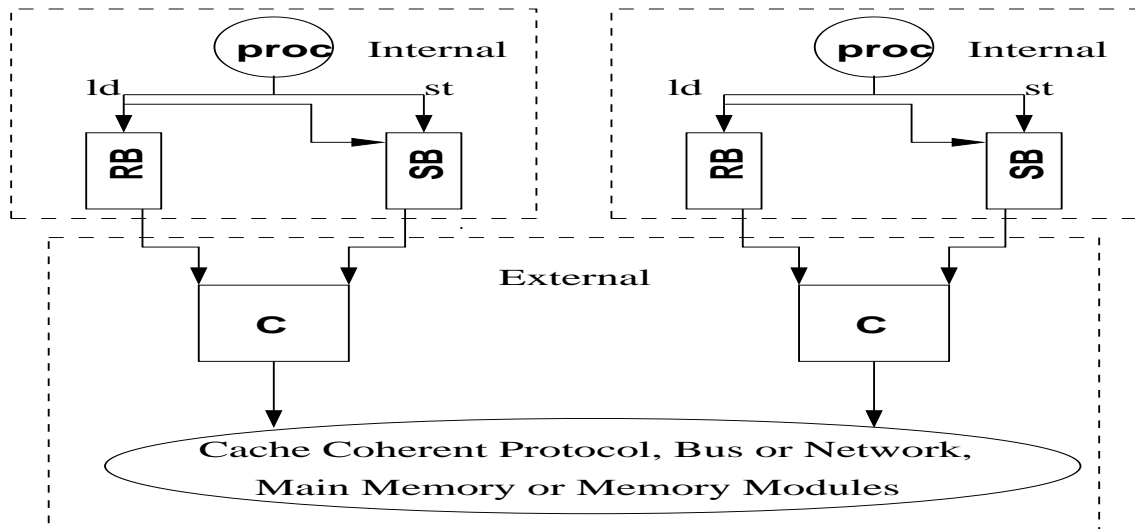 proc Internal
ld st
RB SB
proc Internal
ld st
RB SB
External
C C
Cache Coherent Protocol, Bus or Network,
Main Memory or Memory Modules